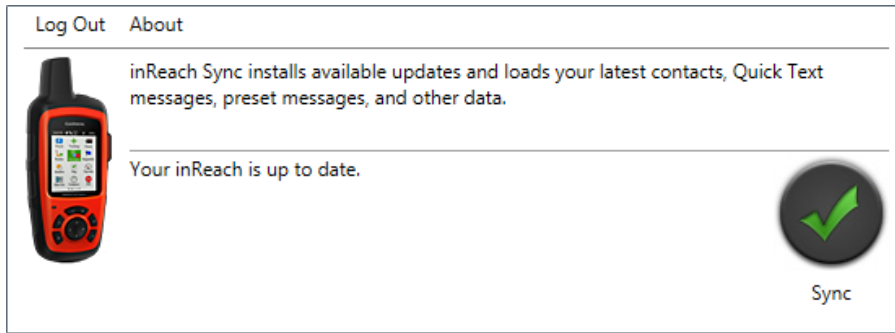 Log Out About
inReach Sync installs available updates and loads your latest contacts, Quick Text
messages, preset messages, and other data.
Your inReach is up to date.
Sync